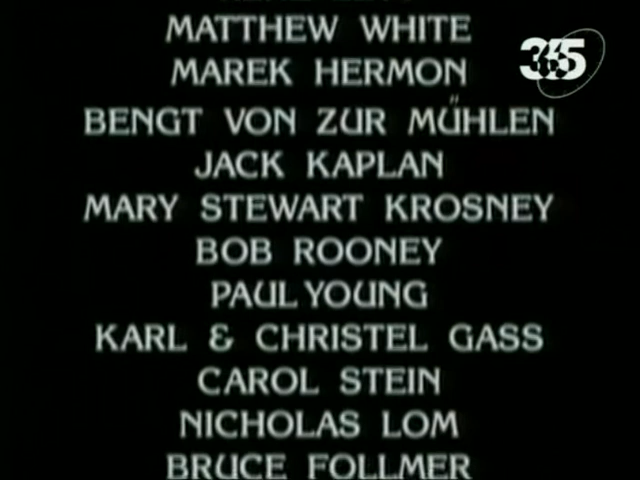 MATTHEW WHITE
365
MAREK HERMON
BENGT VON ZUR MŰHLEN
JACK KAPLAN
MARY STEWART KROSNEY
BOB ROONEY
PAUL YOUNG
KARL & CHRISTEL GASS
CAROL STEIN
NICHOLAS LOM
BRUCE FOLLMER